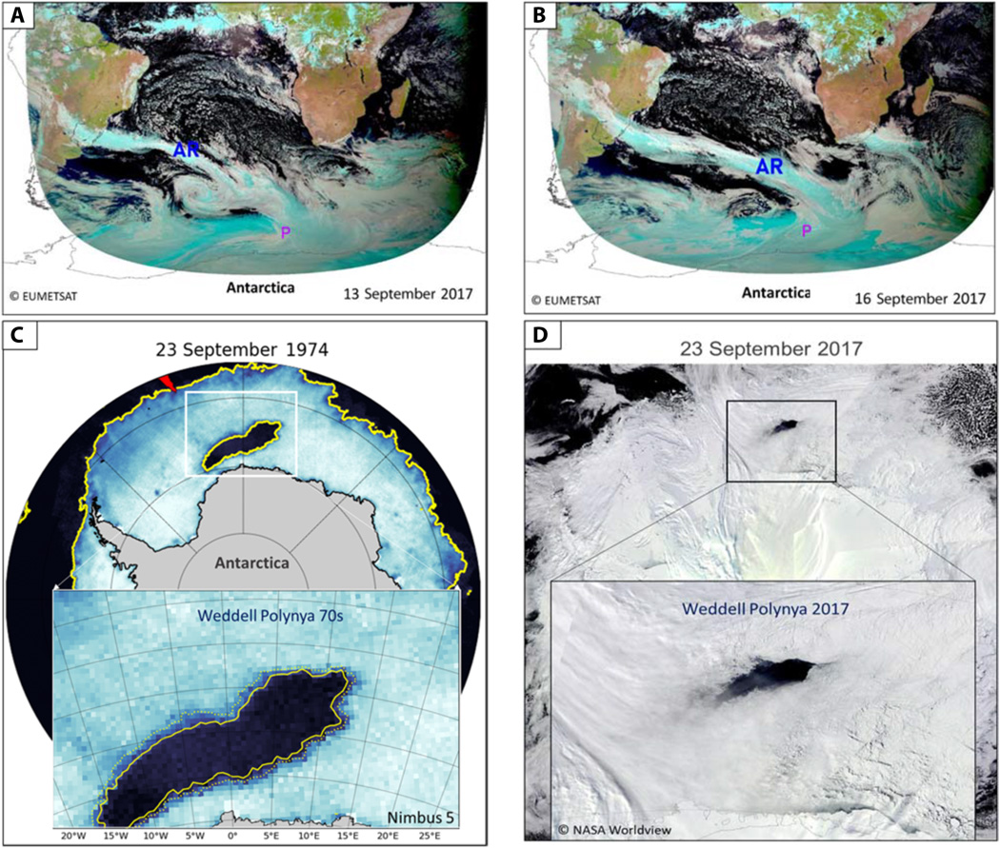 A
AR
P
© EUMETSAT
Antarctica
13 September 2017
B
AR
P
© EUMETSAT
Antarctica
16 September 2017
C
23 September 1974
Antarctica
Weddell Polynya 70s
Nimbus 5
20°W 15°W 10°W 5°W 0° 5°E 10°E 15°E 20°E 25°E
D
23 September 2017
Weddell Polynya 2017
© NASA Worldview